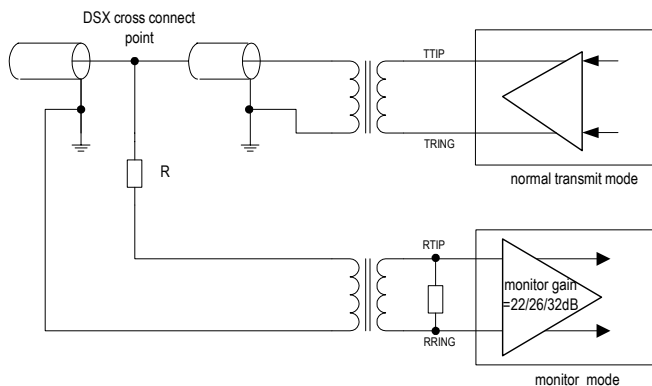 DSX cross connect
point
TTIP
TRING
normal transmit mode
R
RTIP
monitor gain
=22/26/32dB
RRING
monitor mode